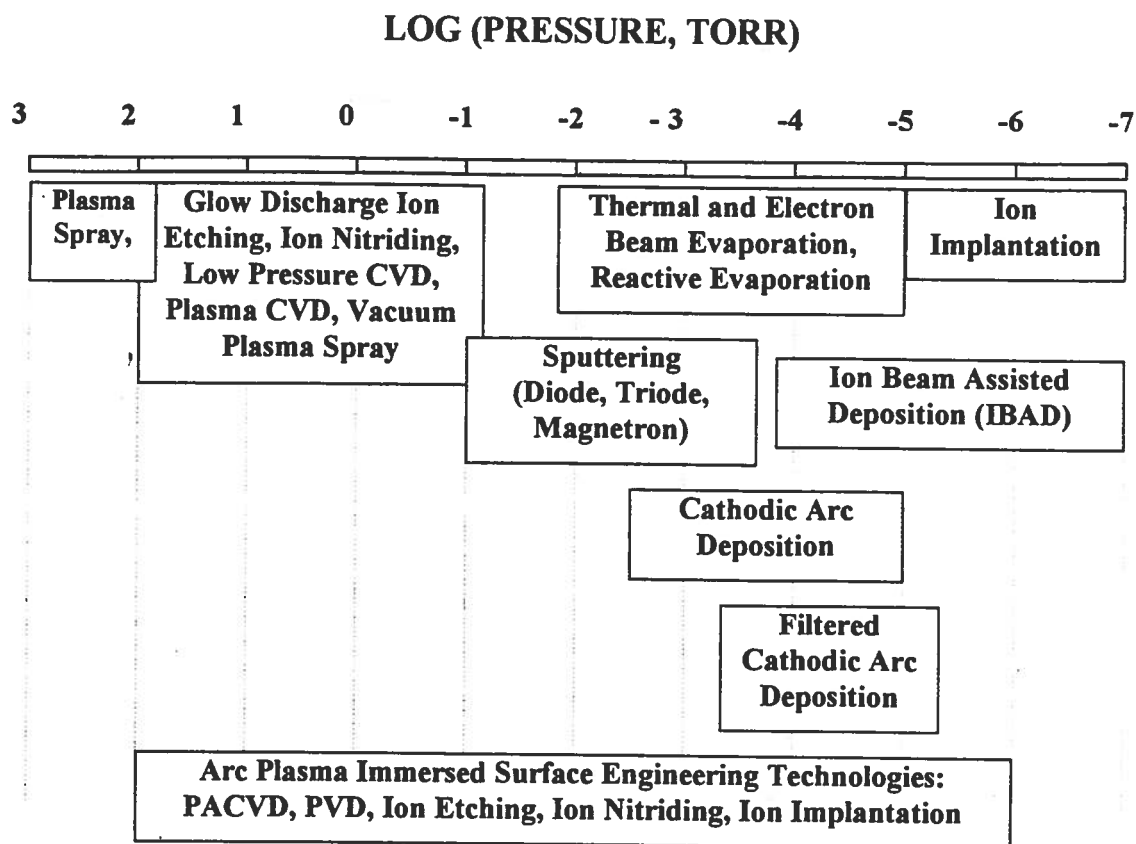 LOG (PRESSURE, TORR)
3 2 1 0 -1 -2 - 3 -4 -5 -6 -7
Plasma
Spray,
Glow Discharge Ion
Etching, Ion Nitriding,
Low Pressure CVD,
Plasma CVD, Vacuum
Plasma Spray
,
Thermal and Electron
Beam Evaporation,
Reactive Evaporation
Ion
Implantation
Sputtering
(Diode, Triode,
Magnetron)
Ion Beam Assisted
Deposition (IBAD)
Cathodic Arc
Deposition
Filtered
Cathodic Arc
Deposition
Arc Plasma Immersed Surface Engineering Technologies:
PACVD, PVD, Ion Etching, Ion Nitriding, Ion Implantation